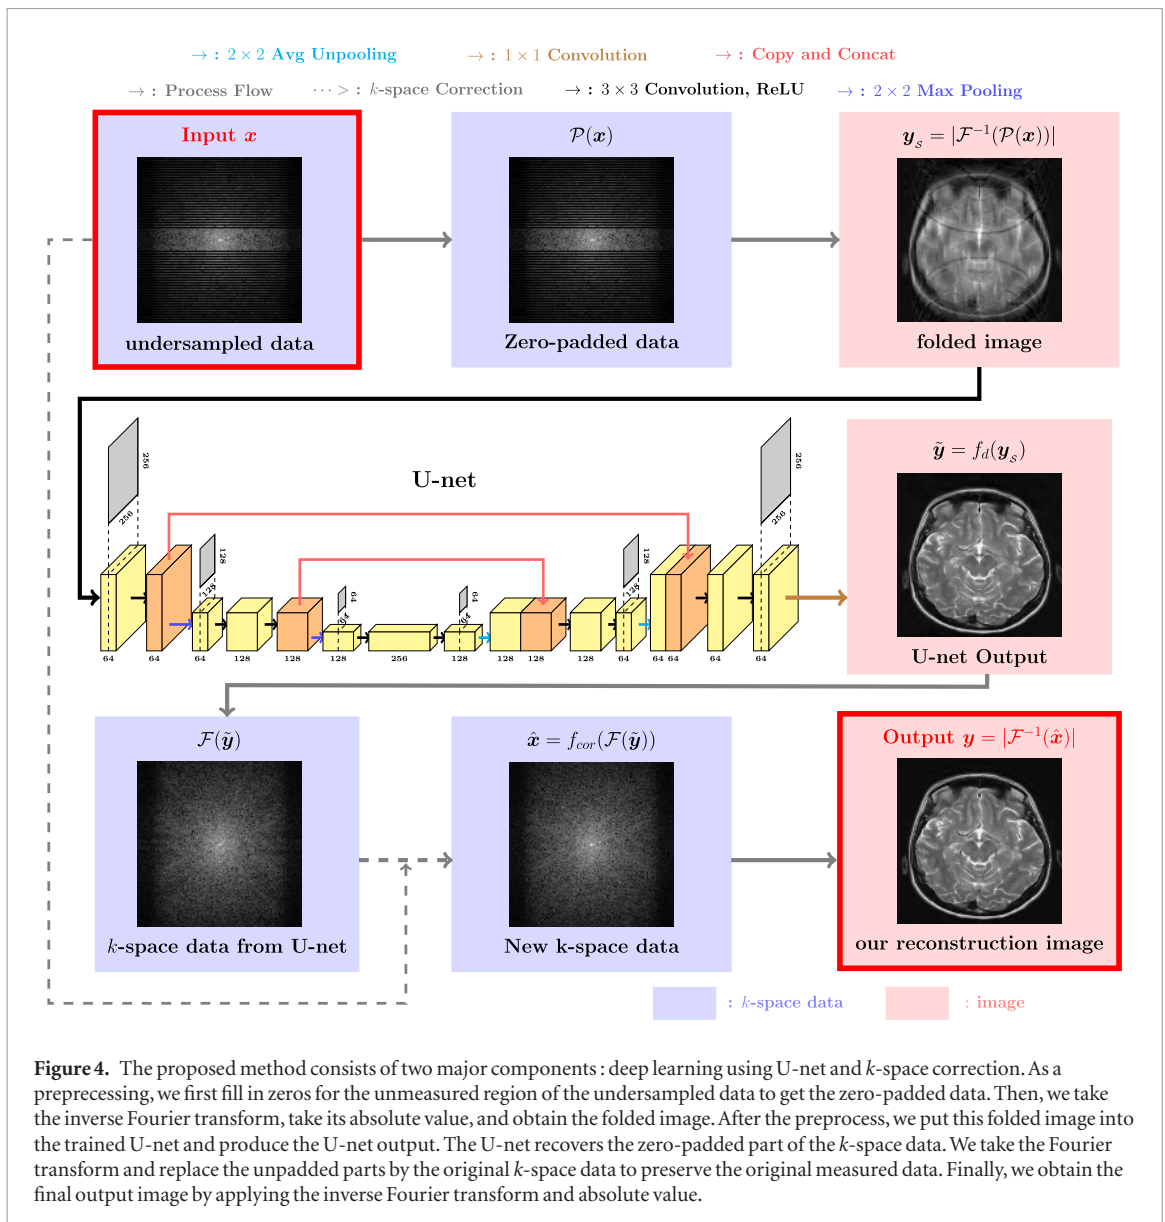 → : 2 × 2 Avg Unpooling → : 1 × 1 Convolution → : Copy and Concat
→ : Process Flow ···> : k-space Correction → : 3 × 3 Convolution, ReLU → : 2 × 2 Max Pooling
Input x
undersampled data
𝒫(x)
Zero-padded data
y_𝒮 = |ℱ⁻¹(𝒫(x))|
folded image
U-net
256
256
128
128
64
64
64
64
128
128
256
256
64 64 64 128 128 128 256 128 128 128 128 64 64 64 64 64
ỹ = f_d(y_𝒮)
U-net Output
ℱ(ỹ)
k-space data from U-net
x̂ = f_cor(ℱ(ỹ))
New k-space data
Output y = |ℱ⁻¹(x̂)|
our reconstruction image
: k-space data : image
Figure 4. The proposed method consists of two major components : deep learning using U-net and k-space correction. As a
preprecessing, we first fill in zeros for the unmeasured region of the undersampled data to get the zero-padded data. Then, we take
the inverse Fourier transform, take its absolute value, and obtain the folded image. After the preprocess, we put this folded image into
the trained U-net and produce the U-net output. The U-net recovers the zero-padded part of the k-space data. We take the Fourier
transform and replace the unpadded parts by the original k-space data to preserve the original measured data. Finally, we obtain the
final output image by applying the inverse Fourier transform and absolute value.